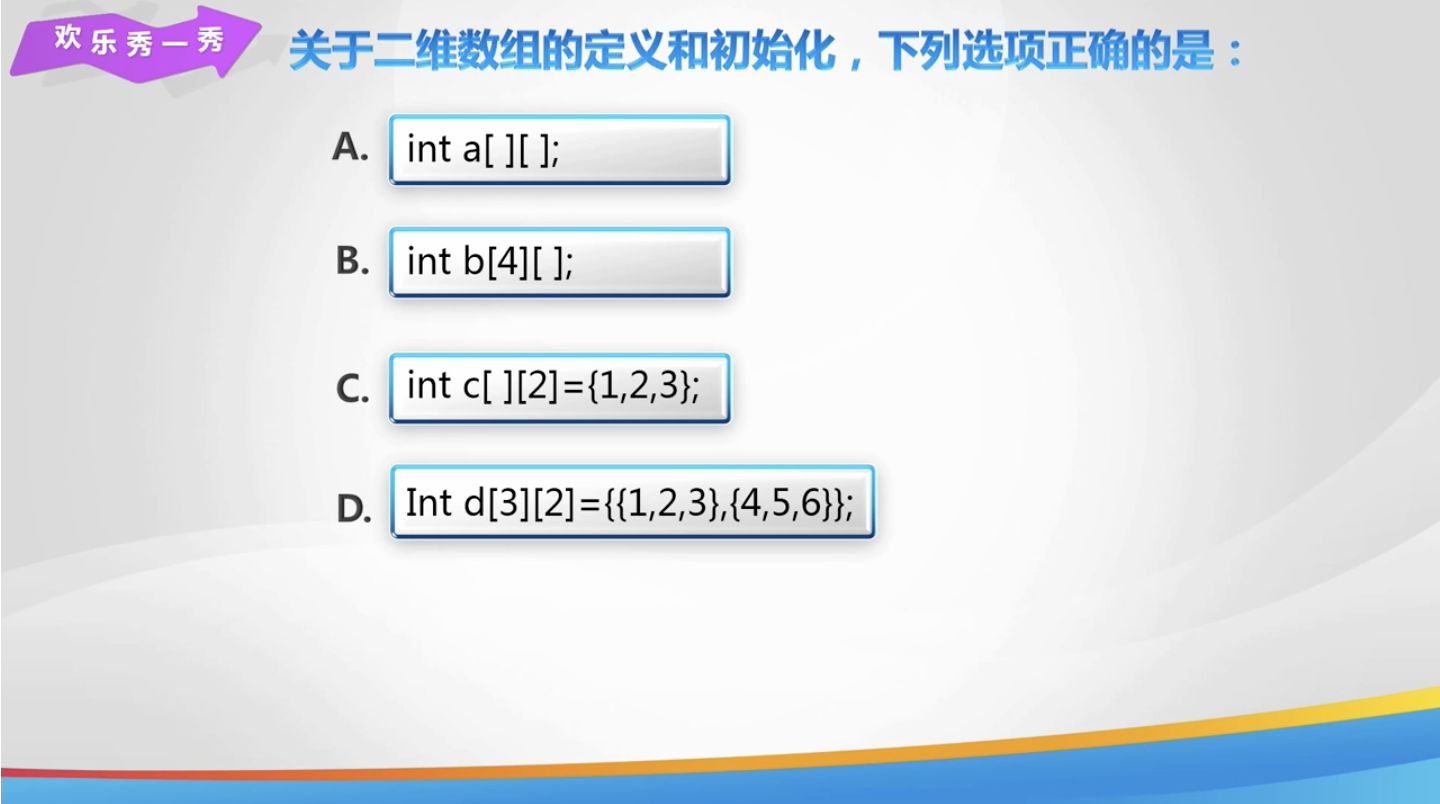 欢乐秀一秀
关于二维数组的定义和初始化，下列选项正确的是：
A. int a[ ][ ];
B. int b[4][ ];
C. int c[ ][2]={1,2,3};
D. Int d[3][2]={{1,2,3},{4,5,6}};